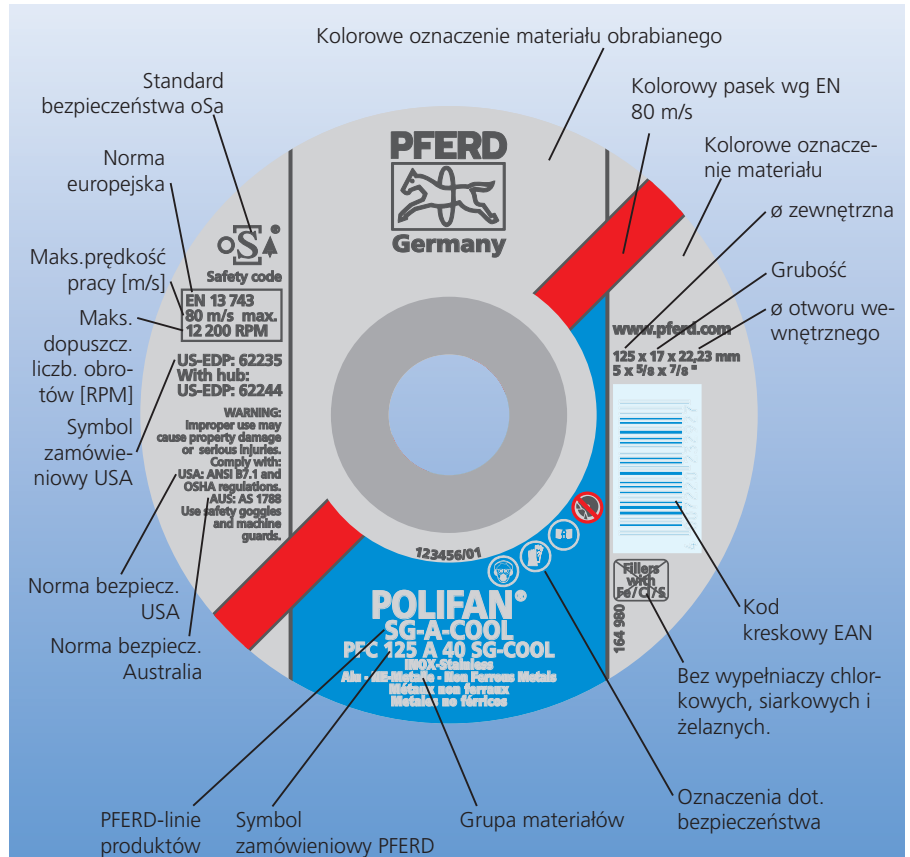 Kolorowe oznaczenie materiału obrabianego
Standard
bezpieczeństwa oSa
Kolorowy pasek wg EN
80 m/s
Norma
europejska
Kolorowe oznacze-
nie materiału
ø zewnętrzna
Maks.prędkość
pracy [m/s]
Grubość
Maks.
dopuszcz.
liczb. obro-
tów [RPM]
ø otworu we-
wnętrznego
Symbol
zamówie-
niowy USA
Norma bezpiecz.
USA
Norma bezpiecz.
Australia
PFERD
Germany
oSa®
Safety code
EN 13 743
80 m/s max.
12 200 RPM
US-EDP: 62235
With hub:
US-EDP: 62244
WARNING:
Improper use may
cause property damage
or serious injuries.
Comply with:
USA: ANSI B7.1 and
OSHA regulations.
AUS: AS 1788
Use safety goggles
and machine
guards.
www.pferd.com
125 x 17 x 22,23 mm
5 x 5/8 x 7/8 "
Fillers
with
Fe/Cl/S
164 980
123456/01
POLIFAN®
SG-A-COOL
PFC 125 A 40 SG-COOL
INOX-Stainless
Alu - NE-Metalle - Non Ferrous Metals
Métaux non ferraux
Metales no férricos
Kod
kreskowy EAN
Bez wypełniaczy chlor-
kowych, siarkowych i
żelaznych.
Oznaczenia dot.
bezpieczeństwa
PFERD-linie
produktów
Symbol
zamówieniowy PFERD
Grupa materiałów